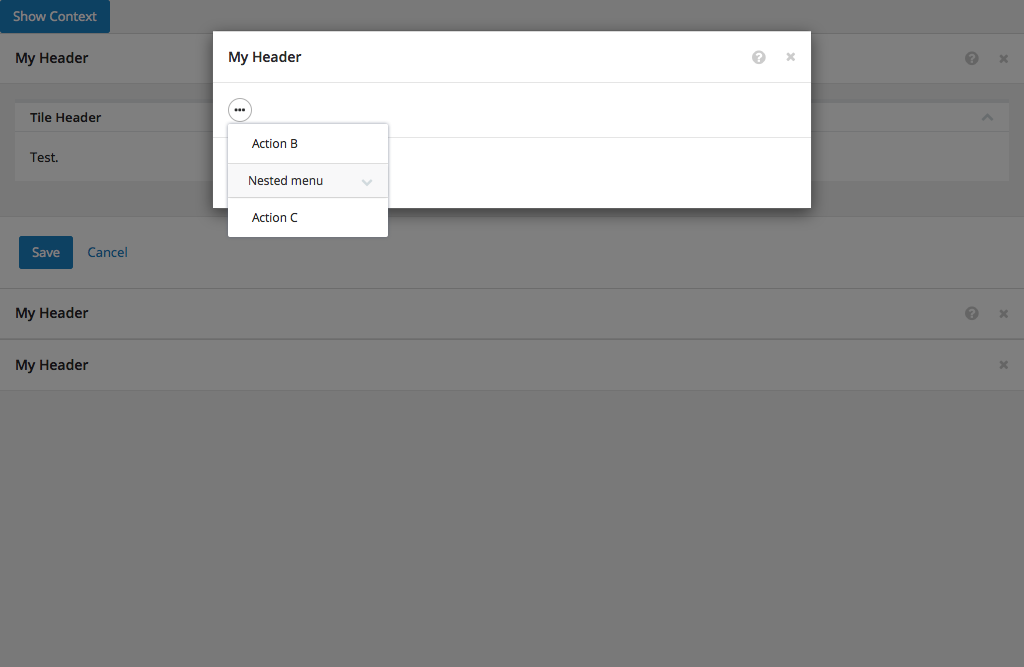 Show Context
My Header
My Header
Tile Header
Test.
Action B
Nested menu
Action C
Save
Cancel
My Header
My Header